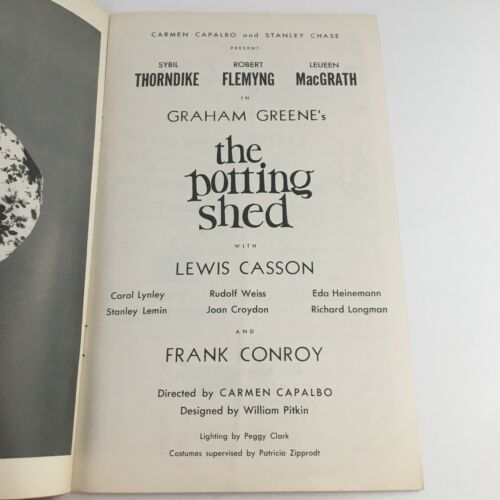 CARMEN CAPALBO and STANLEY CHASE
PRESENT
SYBIL ROBERT LEUEEN
THORNDIKE FLEMYNG MacGRATH
IN
GRAHAM GREENE's
the
potting
shed
WITH
LEWIS CASSON
Carol Lynley Rudolf Weiss Eda Heinemann
Stanley Lemin Joan Croydon Richard Longman
AND
FRANK CONROY
Directed by CARMEN CAPALBO
Designed by William Pitkin
Lighting by Peggy Clark
Costumes supervised by Patricia Zipprodt